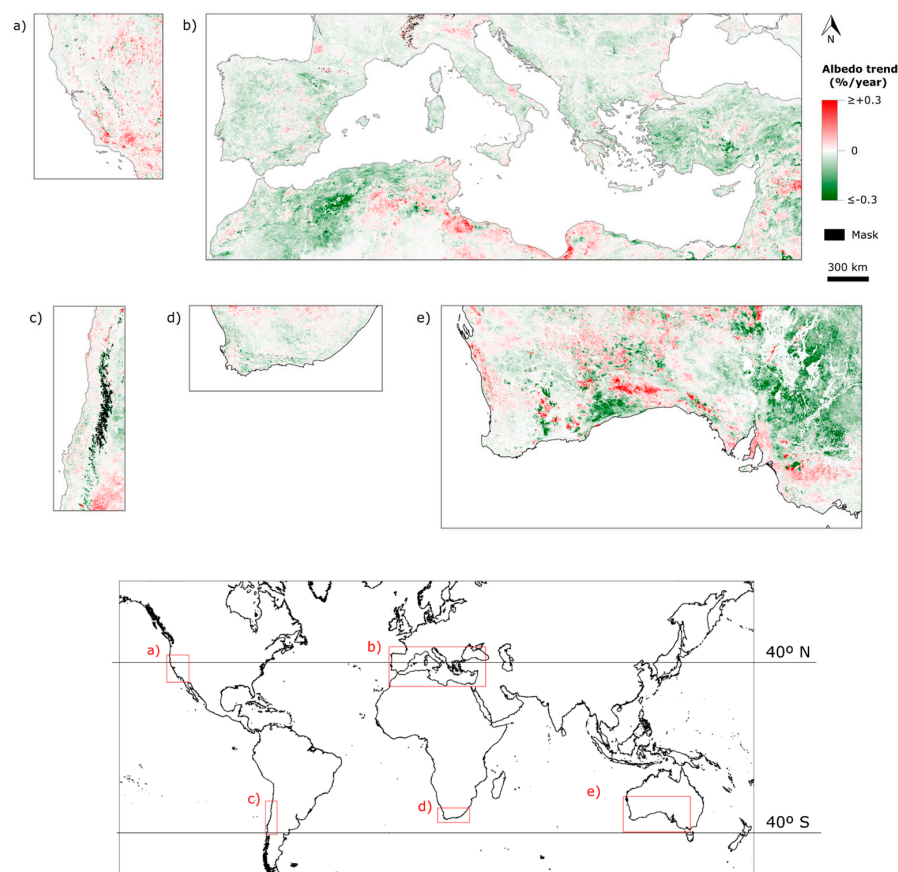 a)
b)
N
Albedo trend
(%/year)
≥+0.3
0
≤-0.3
Mask
300 km
c)
d)
e)
a)
b)
40º N
c)
d)
e)
40º S